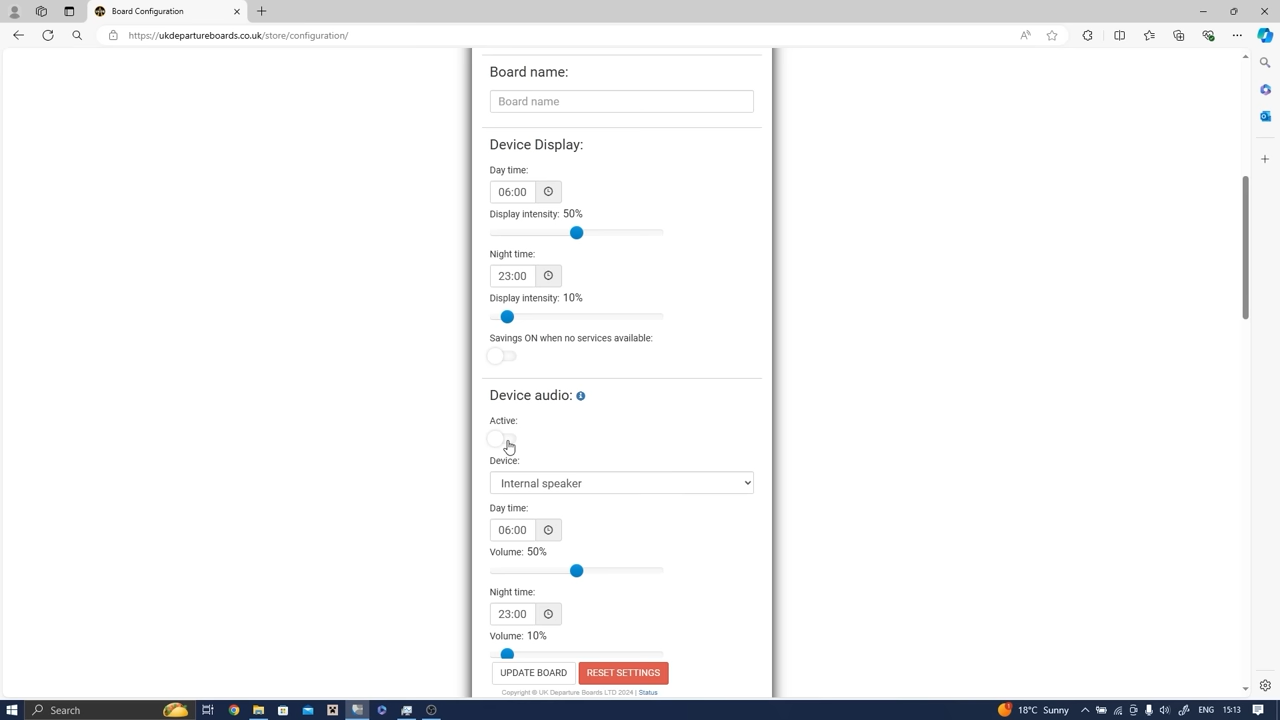 Board Configuration
https://ukdepartureboards.co.uk/store/configuration/
Board name:
Board name
Device Display:
Day time:
06:00
Display intensity: 50%
Night time:
23:00
Display intensity: 10%
Savings ON when no services available:
Device audio:
Active:
Device:
Internal speaker
Day time:
06:00
Volume: 50%
Night time:
23:00
Volume: 10%
UPDATE BOARD RESET SETTINGS
Copyright © UK Departure Boards LTD 2024 | Status
Search 18°C Sunny ENG 15:13